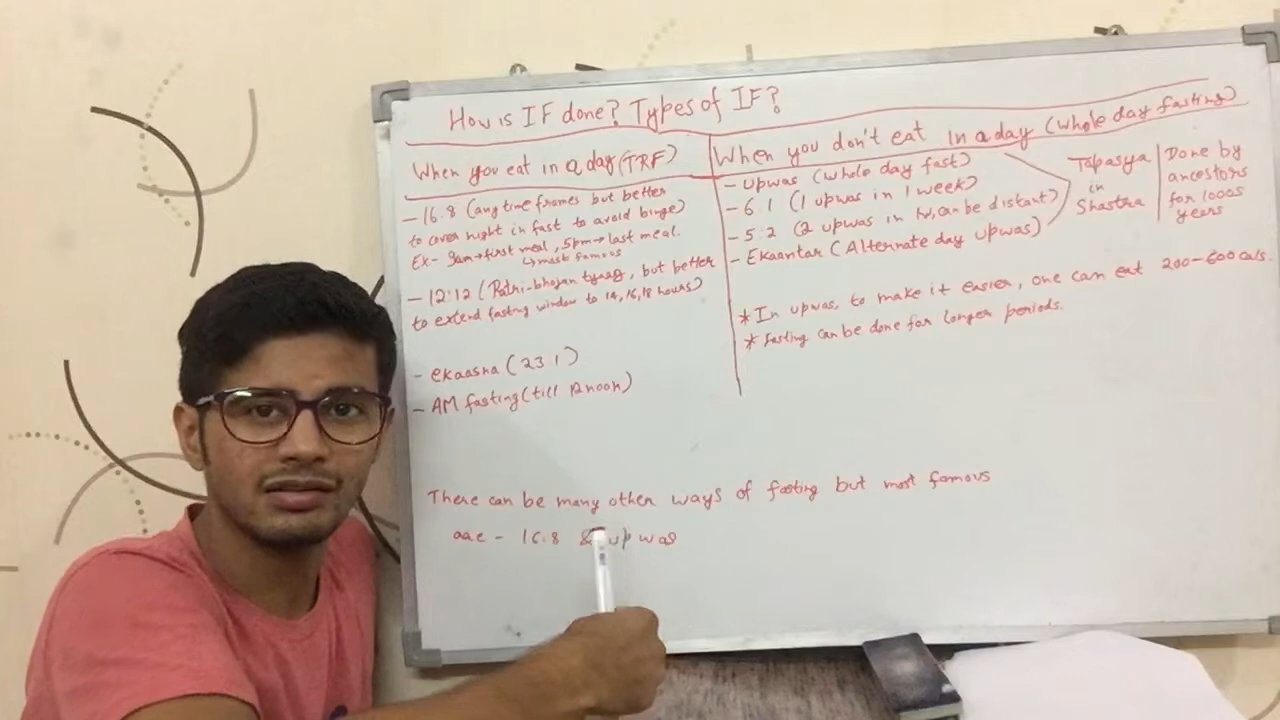 How is IF done? Types of IF?
When you eat in a day (TRF)
- 16:8 (any time frames but better
to cover night in fast to avoid binge)
Ex- 9am→first meal, 5pm→last meal.
↳most famous
- 12:12 (Ratri-bhojan tyaag, but better
to extend fasting window to 14,16,18 hours)
- ekaasna (23:1)
- AM fasting (till 12 noon)
When you don't eat in a day (whole day fasting)
- upwas (whole day fast)
- 6:1 (1 upwas in 1 week)
- 5:2 (2 upwas in 1w, can be distant)
- Ekaantar (Alternate day upwas)
Tapasya
in
Shastra
Done by
ancestors
for 1000s
years
* In upwas, to make it easier, one can eat 200-600 cals.
* Fasting can be done for longer periods.
There can be many other ways of fasting but most famous
are - 16:8 & upwas